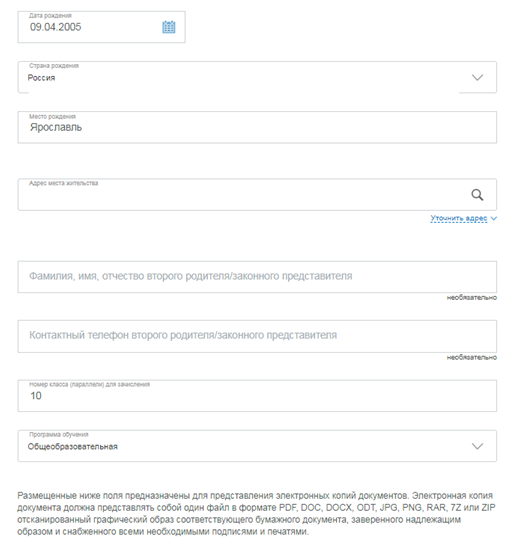 Дата рождения
09.04.2005
Страна рождения
Россия
Место рождения
Ярославль
Адрес места жительства
Уточнить адрес
Фамилия, имя, отчество второго родителя/законного представителя
необязательно
Контактный телефон второго родителя/законного представителя
необязательно
Номер класса (параллели) для зачисления
10
Программа обучения
Общеобразовательная
Размещенные ниже поля предназначены для представления электронных копий документов. Электронная копия
документа должна представлять собой один файл в формате PDF, DOC, DOCX, ODT, JPG, PNG, RAR, 7Z или ZIP
отсканированный графический образ соответствующего бумажного документа, заверенного надлежащим
образом и снабженного всеми необходимыми подписями и печатями.